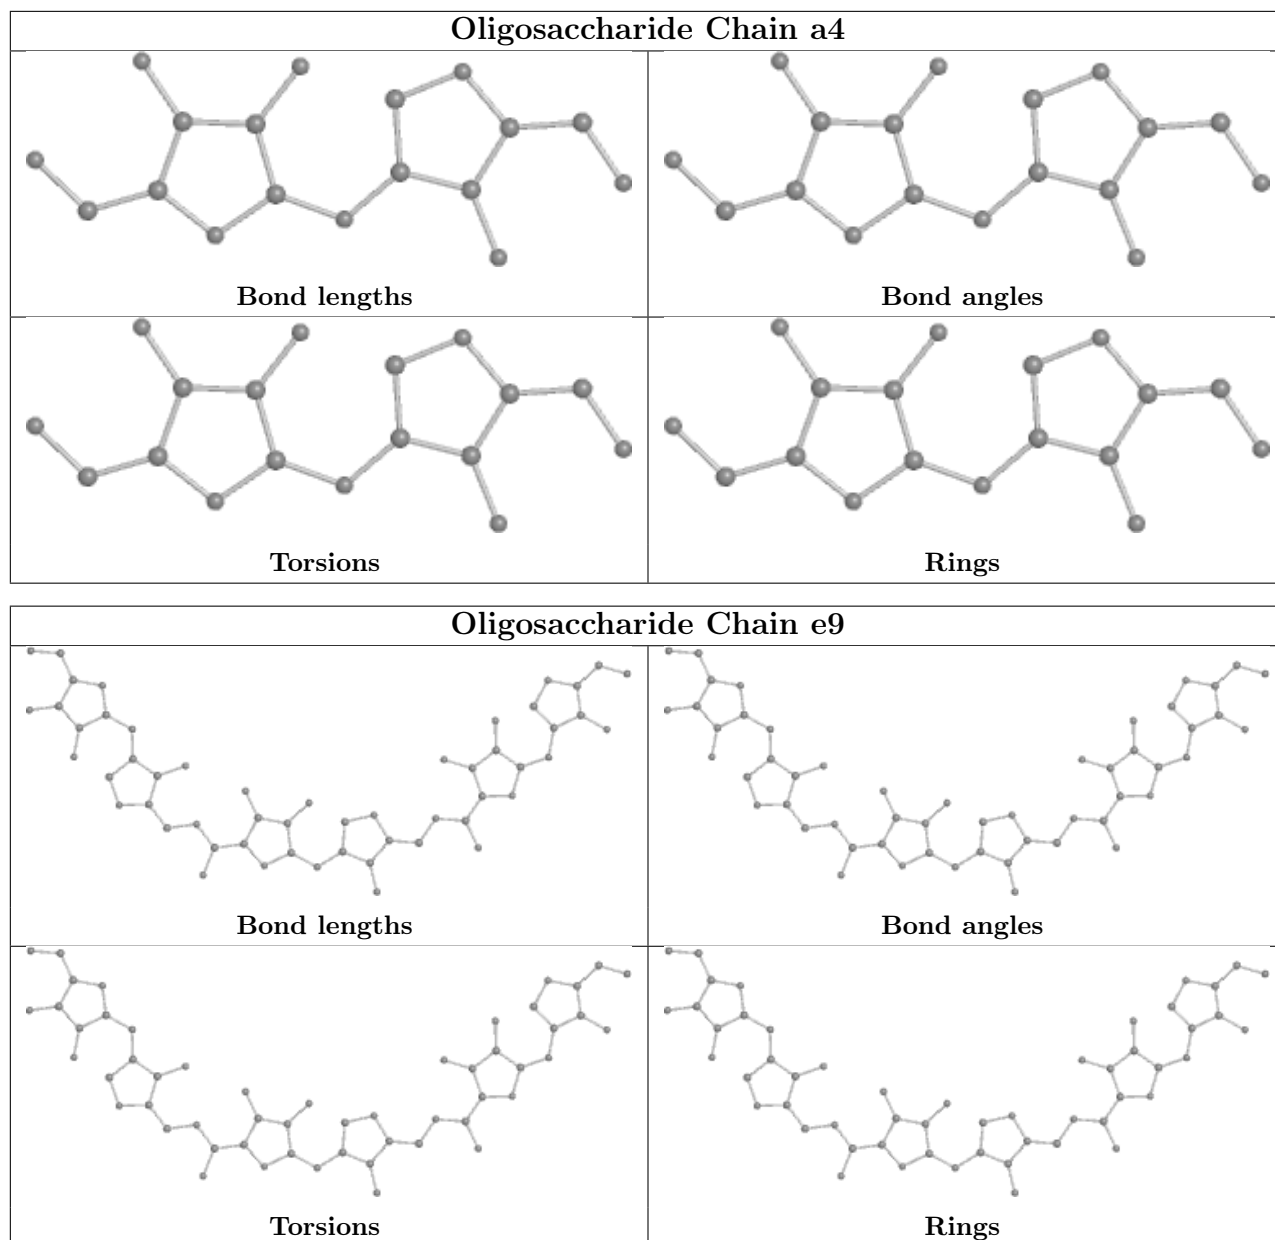 Oligosaccharide Chain a4
Bond lengths
Bond angles
Torsions
Rings
Oligosaccharide Chain e9
Bond lengths
Bond angles
Torsions
Rings